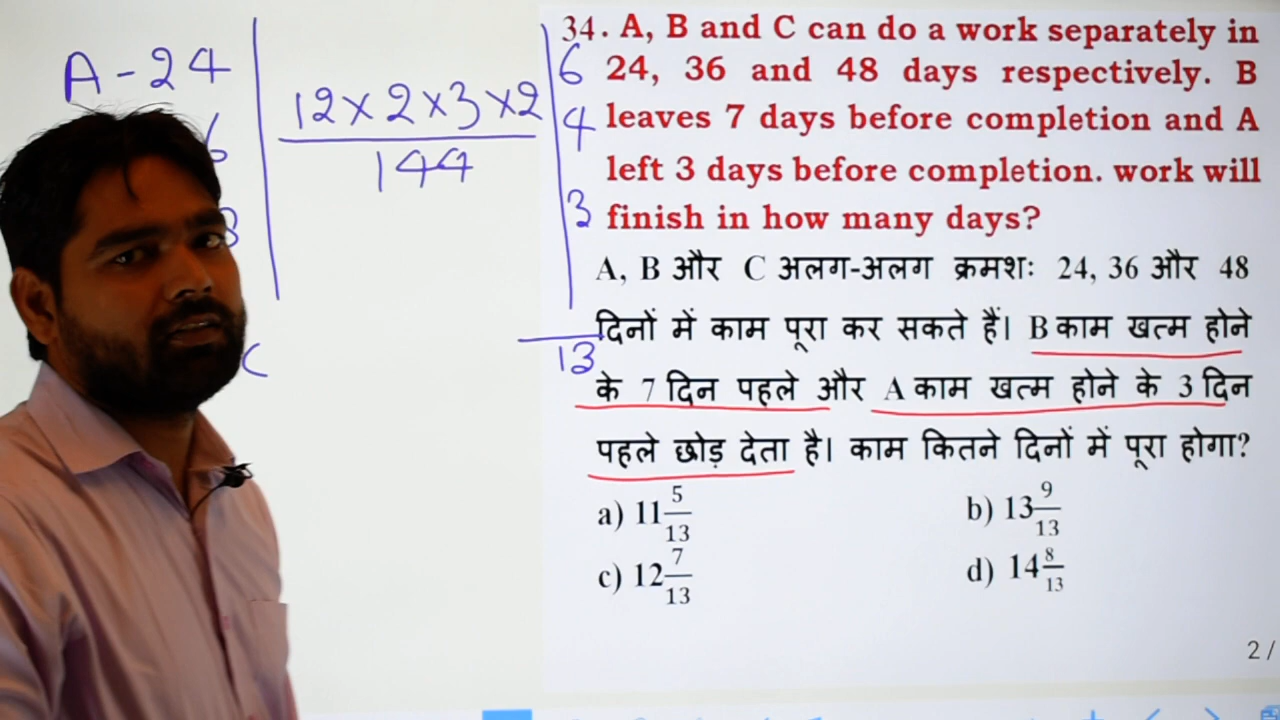 A - 24
6
8
C
12 × 2 × 3 × 2
144
6
4
3
13
34. A, B and C can do a work separately in
24, 36 and 48 days respectively. B
leaves 7 days before completion and A
left 3 days before completion. work will
finish in how many days?
A, B और C अलग-अलग क्रमशः 24, 36 और 48
दिनों में काम पूरा कर सकते हैं। B काम खत्म होने
के 7 दिन पहले और A काम खत्म होने के 3 दिन
पहले छोड़ देता है। काम कितने दिनों में पूरा होगा?
a) 11 5/13
b) 13 9/13
c) 12 7/13
d) 14 8/13
2 /